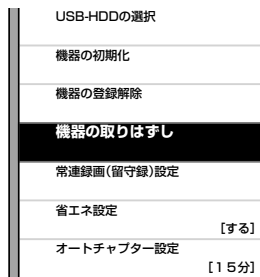 USB-HDDの選択
機器の初期化
機器の登録解除
機器の取りはずし
常連録画(留守録)設定
省エネ設定
[する]
オートチャプター設定
[15分]